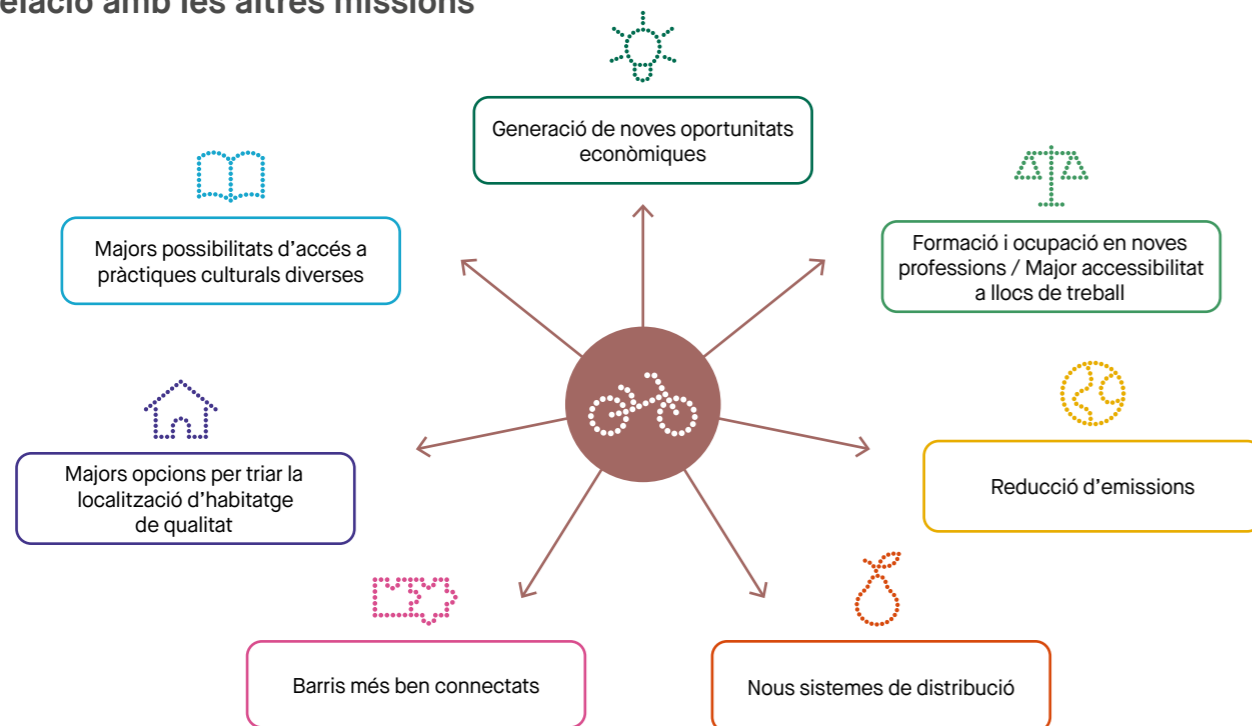 elació amb les altres missions
Generació de noves oportunitats
econòmiques
Majors possibilitats d'accés a
pràctiques culturals diverses
Formació i ocupació en noves
professions / Major accessibilitat
a llocs de treball
Majors opcions per triar la
localització d'habitatge
de qualitat
Reducció d'emissions
Barris més ben connectats
Nous sistemes de distribució